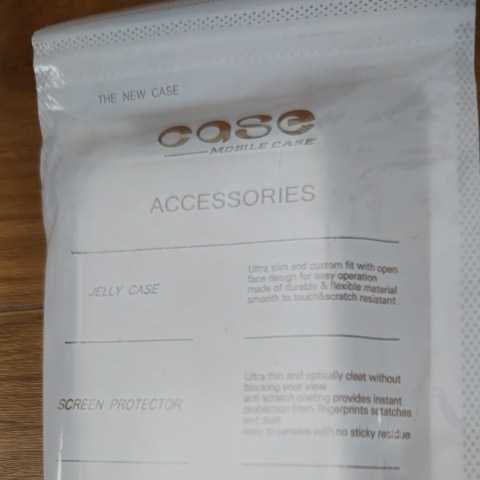 THE NEW CASE
case
MOBILE CASE
ACCESSORIES
JELLY CASE
Ultra slim and custom fit with open
face design for easy operation
made of durable & flexible material
smooth to touch&scratch resistant
SCREEN PROTECTOR
Ultra thin and optically cleat without
blocking your view
anti scratch coating provides instant
protection from fingerprints scratches
and dust
easy to remove with no sticky residue